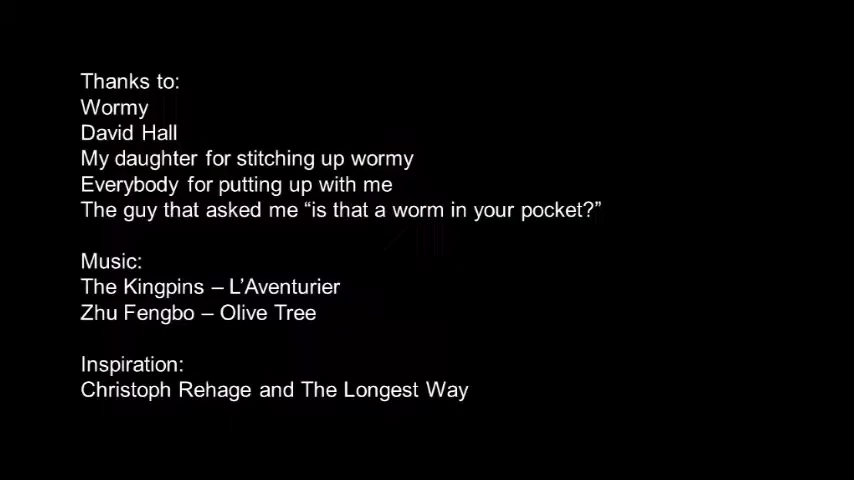 Thanks to:
Wormy
David Hall
My daughter for stitching up wormy
Everybody for putting up with me
The guy that asked me “is that a worm in your pocket?”
Music:
The Kingpins – L’Aventurier
Zhu Fengbo – Olive Tree
Inspiration:
Christoph Rehage and The Longest Way